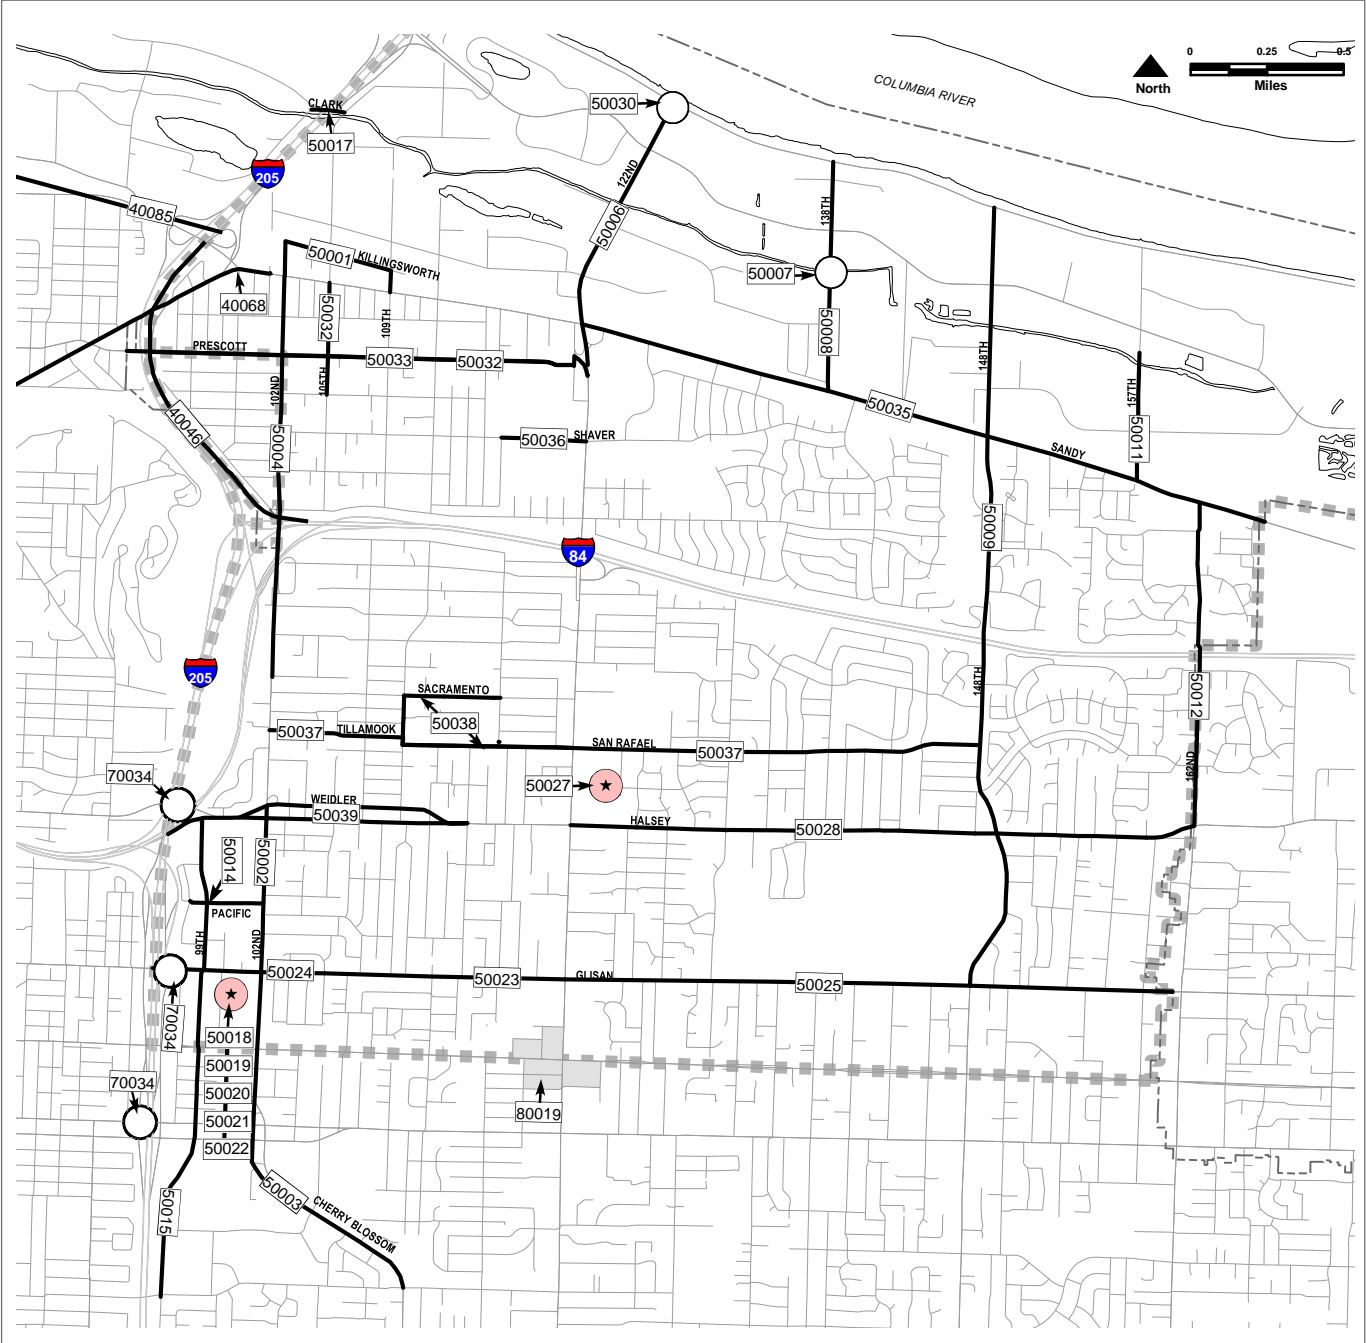 0 0.25 0.5
North Miles
COLUMBIA RIVER
CLARK
50017
50030
205
122ND
40085
50006
138TH
50001
KILLINGSWORTH
50007
40068
50032
109TH
50008
PRESCOTT
50033
50032
148TH
102ND
105TH
157TH
50035
40046
50004
50036
SHAVER
50011
SANDY
50009
84
205
148TH
50012
SACRAMENTO
50038
50037
TILLAMOOK
SAN RAFAEL
50037
162ND
70034
50027
WEIDLER
50039
HALSEY
50028
50014
50002
PACIFIC
99TH
102ND
50024
50023
GLISAN
50025
70034
50018
50019
50020
50021
50022
70034
80019
50015
50003
CHERRY BLOSSOM